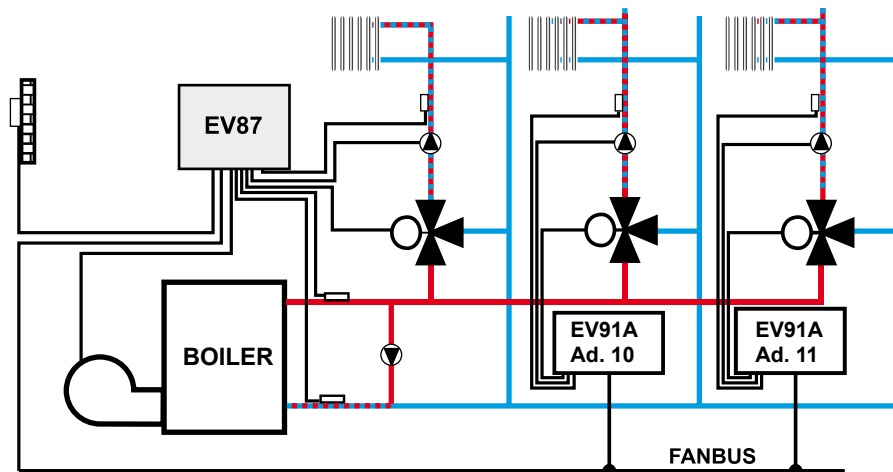 EV87
BOILER
EV91A
Ad. 10
EV91A
Ad. 11
FANBUS